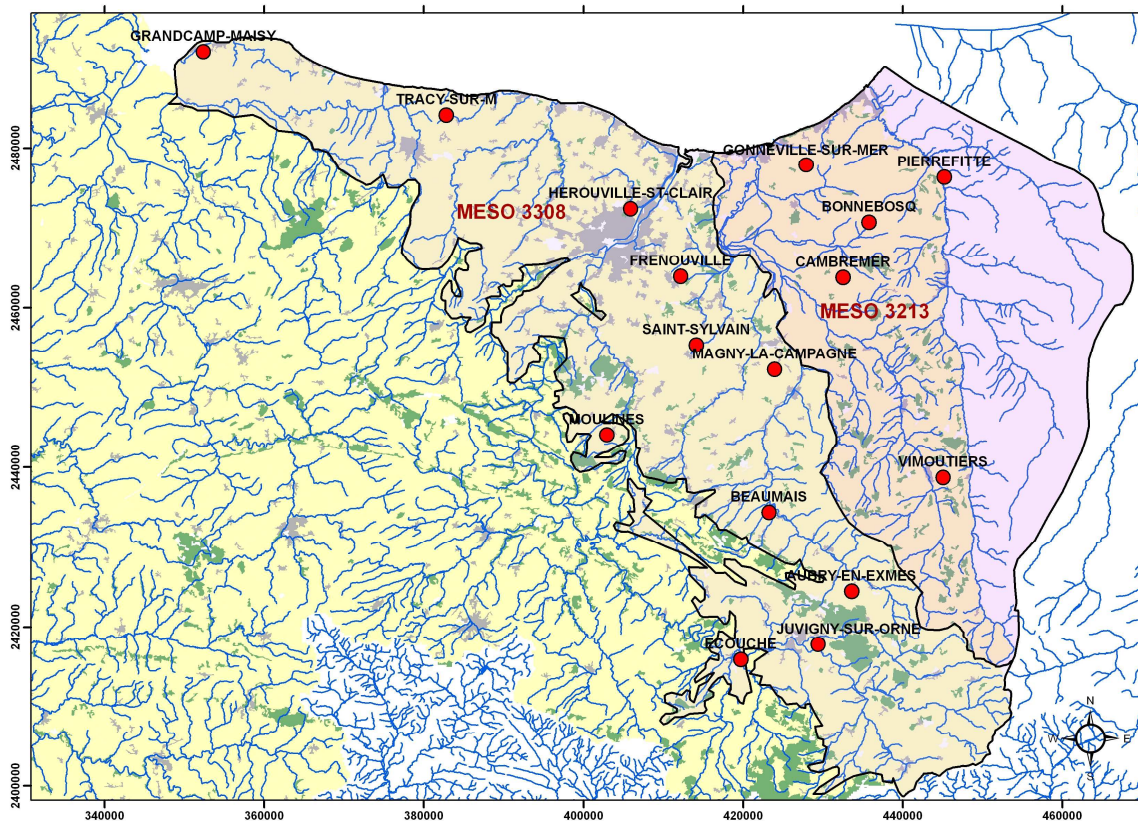 GRANDCAMP-MAISY
TRACY-SUR-M
GONNEVILLE-SUR-MER
PIERREFITTE
HEROUVILLE-ST-CLAIR
MESO 3308
BONNEBOSQ
FRENOUVILLE
CAMBREMER
MESO 3213
SAINT-SYLVAIN
MAGNY-LA-CAMPAGNE
MOULINES
VIMOUTIERS
BEAUMAIS
AUBRY-EN-EXMES
JUVIGNY-SUR-ORNE
ECOUCHE
N
W
E
S
2480000
2460000
2440000
2420000
2400000
340000
360000
380000
400000
420000
440000
460000